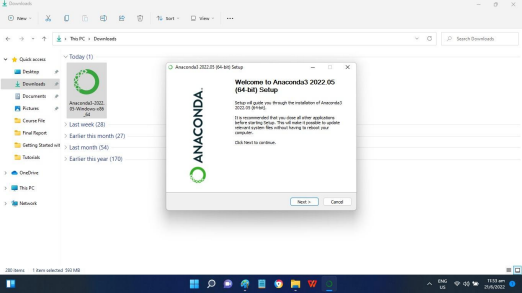 Downloads
New
Sort
View
This PC > Downloads
Search Downloads
Quick access
Desktop
Downloads
Documents
Pictures
Course File
Final Report
Getting Started wit
Tutorials
OneDrive
This PC
Network
Today (1)
Anaconda3-2022.
05-Windows-x86
_64
Last week (28)
Earlier this month (27)
Last month (54)
Earlier this year (170)
Anaconda3 2022.05 (64-bit) Setup
ANACONDA.
Welcome to Anaconda3 2022.05
(64-bit) Setup
Setup will guide you through the installation of Anaconda3
2022.05 (64-bit).
It is recommended that you close all other applications
before starting Setup. This will make it possible to update
relevant system files without having to reboot your
computer.
Click Next to continue.
Next >
Cancel
280 items
1 item selected 593 MB
ENG
US
11:53 am
21/6/2022